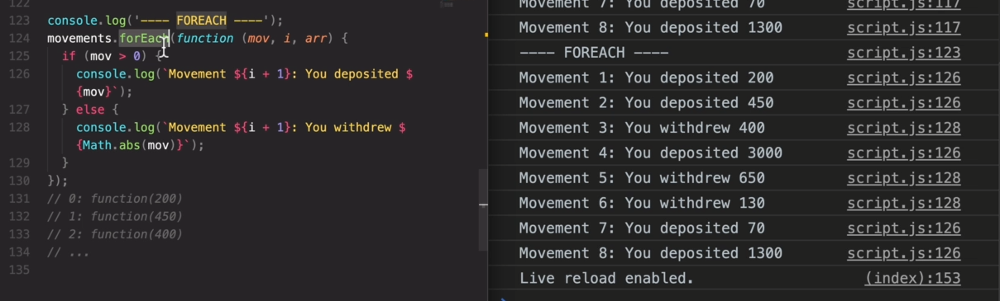 122
123 console.log('---- FOREACH ----');
124 movements.forEach(function (mov, i, arr) {
125 if (mov > 0) {
126 console.log(`Movement ${i + 1}: You deposited $
{mov}`);
127 } else {
128 console.log(`Movement ${i + 1}: You withdrew $
{Math.abs(mov)}`);
129 }
130 });
131 // 0: function(200)
132 // 1: function(450)
133 // 2: function(400)
134 // ...
135
Movement 7: You deposited 70 script.js:117
Movement 8: You deposited 1300 script.js:117
---- FOREACH ---- script.js:123
Movement 1: You deposited 200 script.js:126
Movement 2: You deposited 450 script.js:126
Movement 3: You withdrew 400 script.js:128
Movement 4: You deposited 3000 script.js:126
Movement 5: You withdrew 650 script.js:128
Movement 6: You withdrew 130 script.js:128
Movement 7: You deposited 70 script.js:126
Movement 8: You deposited 1300 script.js:126
Live reload enabled. (index):153